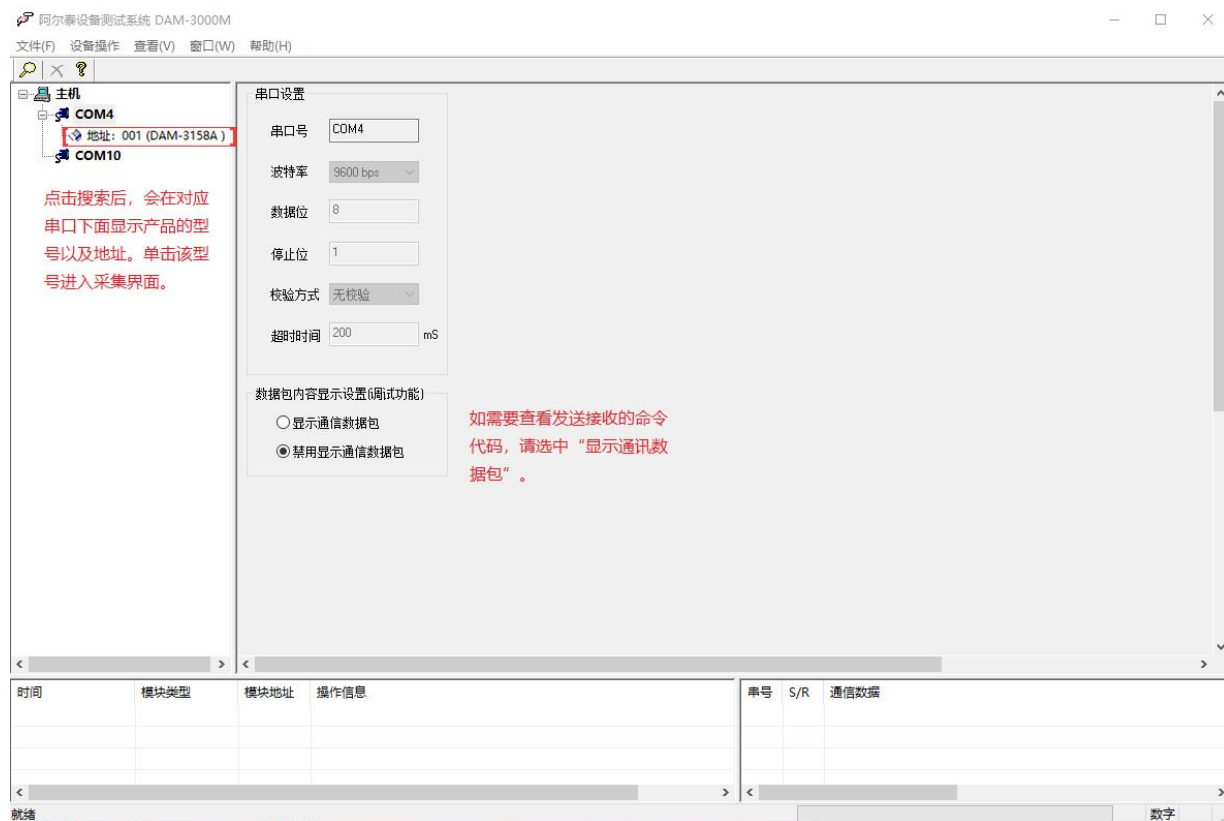 阿尔泰设备测试系统 DAM-3000M
文件(F) 设备操作 查看(V) 窗口(W) 帮助(H)
主机
COM4
地址：001 (DAM-3158A )
COM10
点击搜索后，会在对应
串口下面显示产品的型
号以及地址。单击该型
号进入采集界面。
串口设置
串口号 COM4
波特率 9600 bps
数据位 8
停止位 1
校验方式 无校验
超时时间 200 mS
数据包内容显示设置(调试功能)
显示通信数据包
禁用显示通信数据包
如需要查看发送接收的命令
代码，请选中“显示通讯数
据包”。
时间 模块类型 模块地址 操作信息
串号 S/R 通信数据
就绪 数字